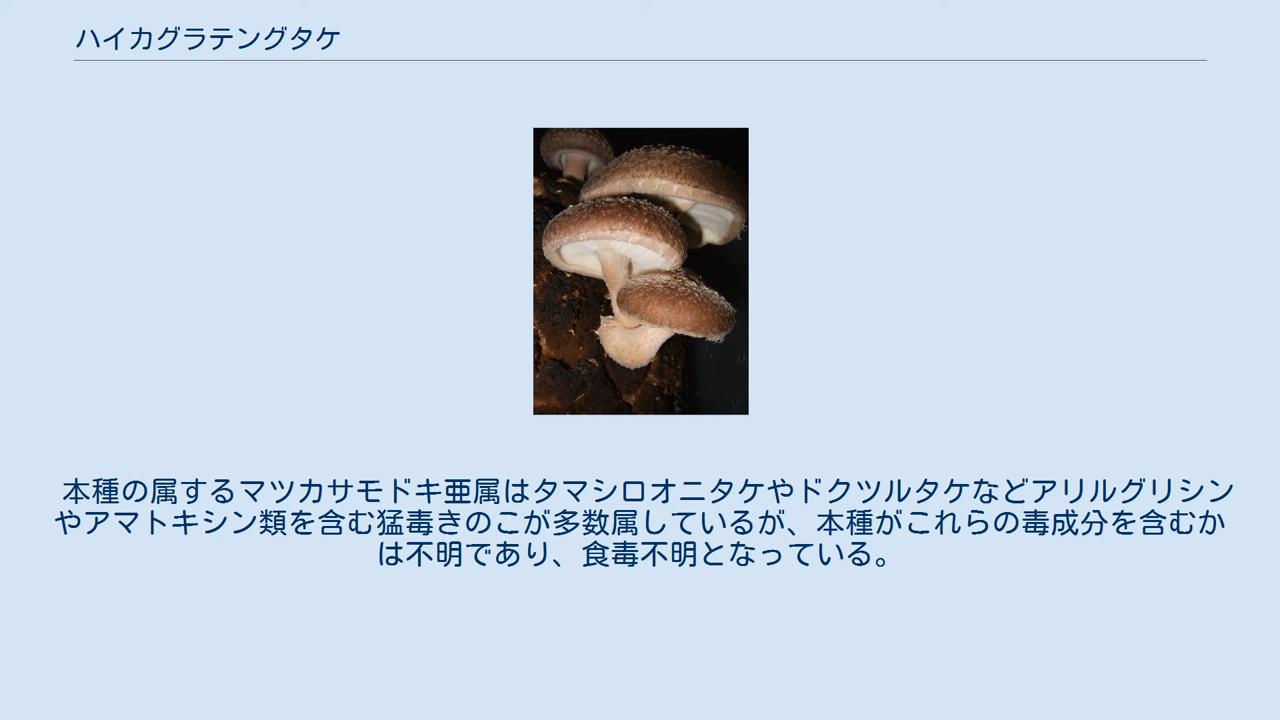 ハイカグラテングタケ
本種の属するマツカサモドキ亜属はタマシロオニタケやドクツルタケなどアリルグリシン
やアマトキシン類を含む猛毒きのこが多数属しているが、本種がこれらの毒成分を含むか
は不明であり、食毒不明となっている。